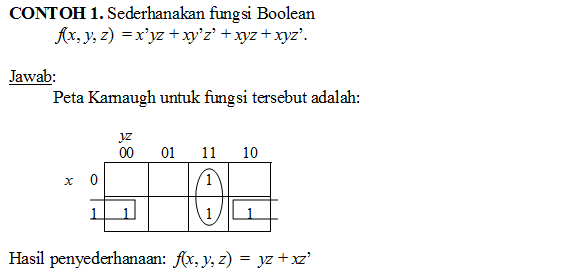 CONTOH 1. Sederhanakan fungsi Boolean
f(x, y, z) = x’yz + xy’z’ + xyz + xyz’.
Jawab:
Peta Karnaugh untuk fungsi tersebut adalah:
yz
00 01 11 10
x 0 1
1 1 1 1
Hasil penyederhanaan: f(x, y, z) = yz + xz’